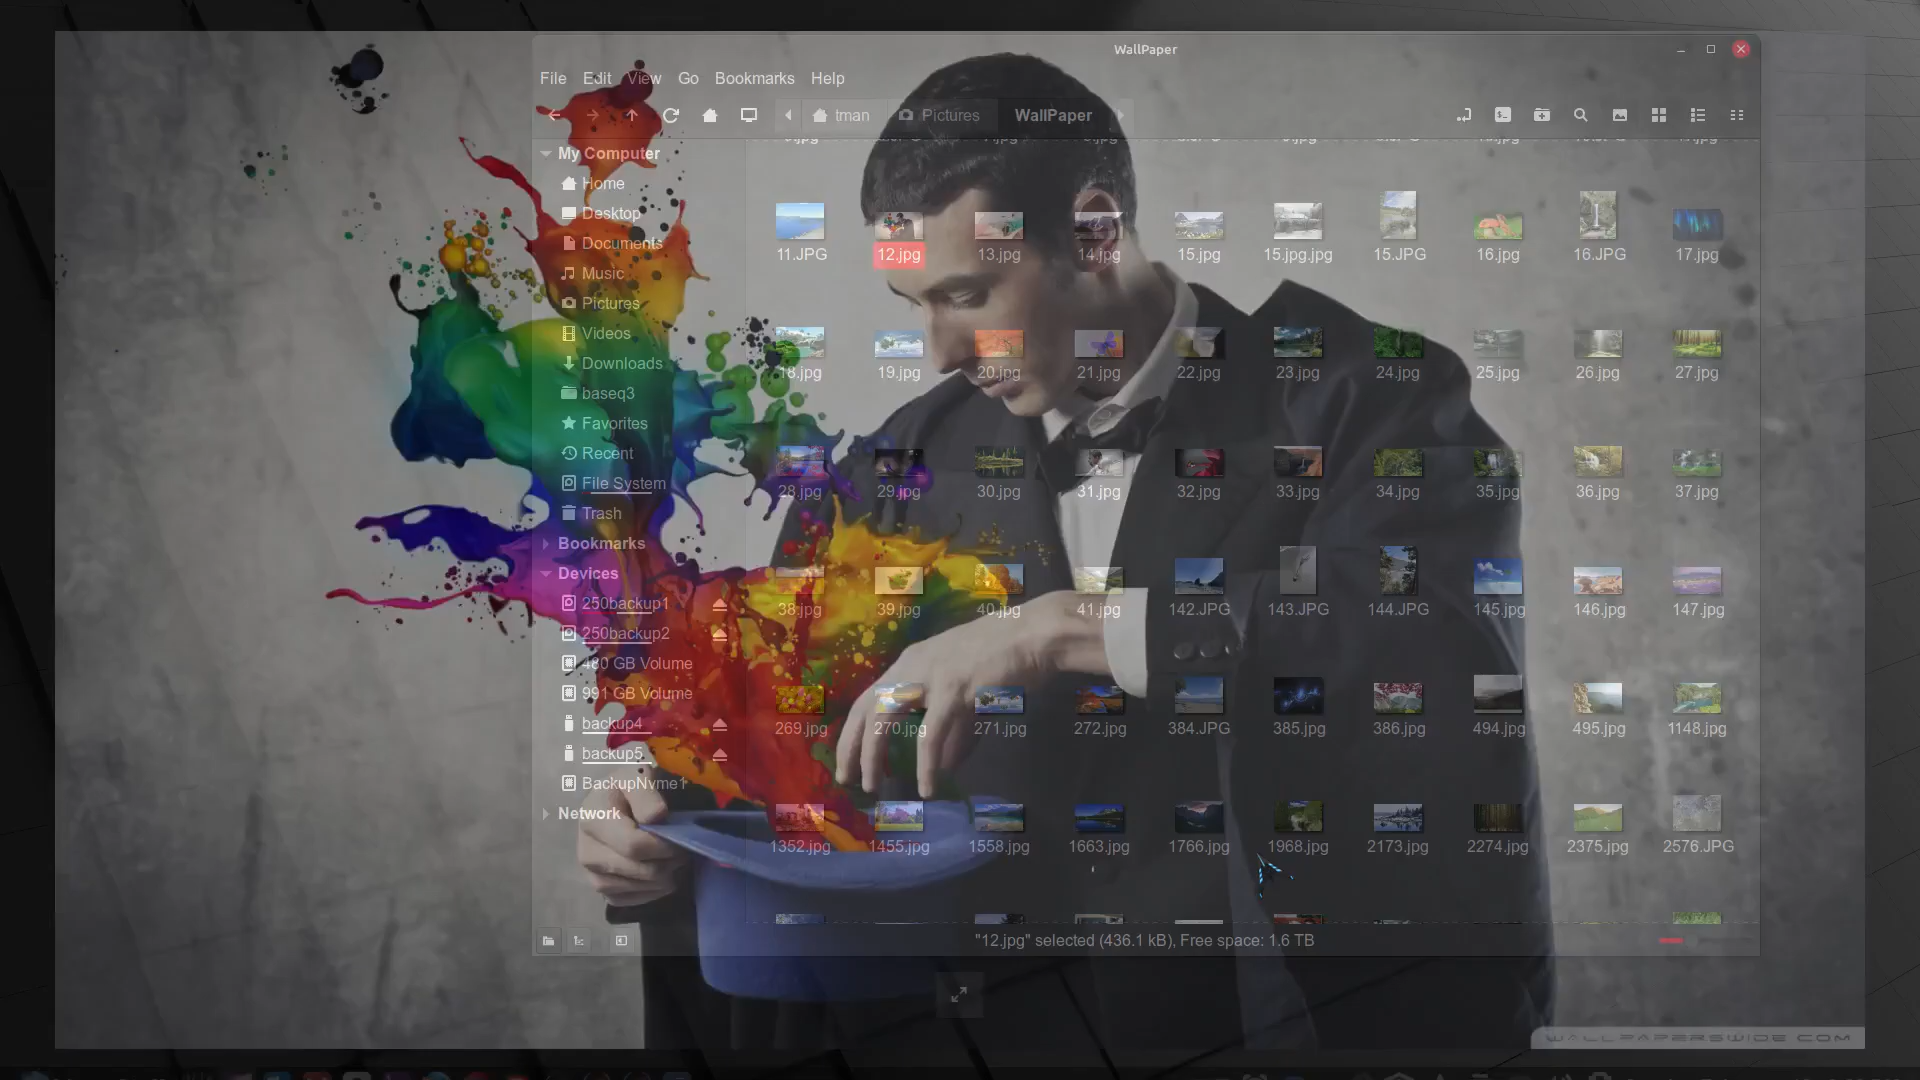 WallPaper
File Edit View Go Bookmarks Help
tman Pictures WallPaper
My Computer
Home
Desktop
Documents
Music
Pictures
Videos
Downloads
baseq3
Favorites
Recent
File System
Trash
Bookmarks
Devices
250backup1
250backup2
480 GB Volume
991 GB Volume
backup4
backup5
BackupNvme1
Network
11.JPG 12.jpg 13.jpg 14.jpg 15.jpg 15.jpg.jpg 15.JPG 16.jpg 16.JPG 17.jpg
18.jpg 19.jpg 20.jpg 21.jpg 22.jpg 23.jpg 24.jpg 25.jpg 26.jpg 27.jpg
28.jpg 29.jpg 30.jpg 31.jpg 32.jpg 33.jpg 34.jpg 35.jpg 36.jpg 37.jpg
38.jpg 39.jpg 40.jpg 41.jpg 142.JPG 143.JPG 144.JPG 145.jpg 146.jpg 147.jpg
269.jpg 270.jpg 271.jpg 272.jpg 384.JPG 385.jpg 386.jpg 494.jpg 495.jpg 1148.jpg
1352.jpg 1455.jpg 1558.jpg 1663.jpg 1766.jpg 1968.jpg 2173.jpg 2274.jpg 2375.jpg 2576.JPG
"12.jpg" selected (436.1 kB), Free space: 1.6 TB
WALLPAPERSWIDE.COM